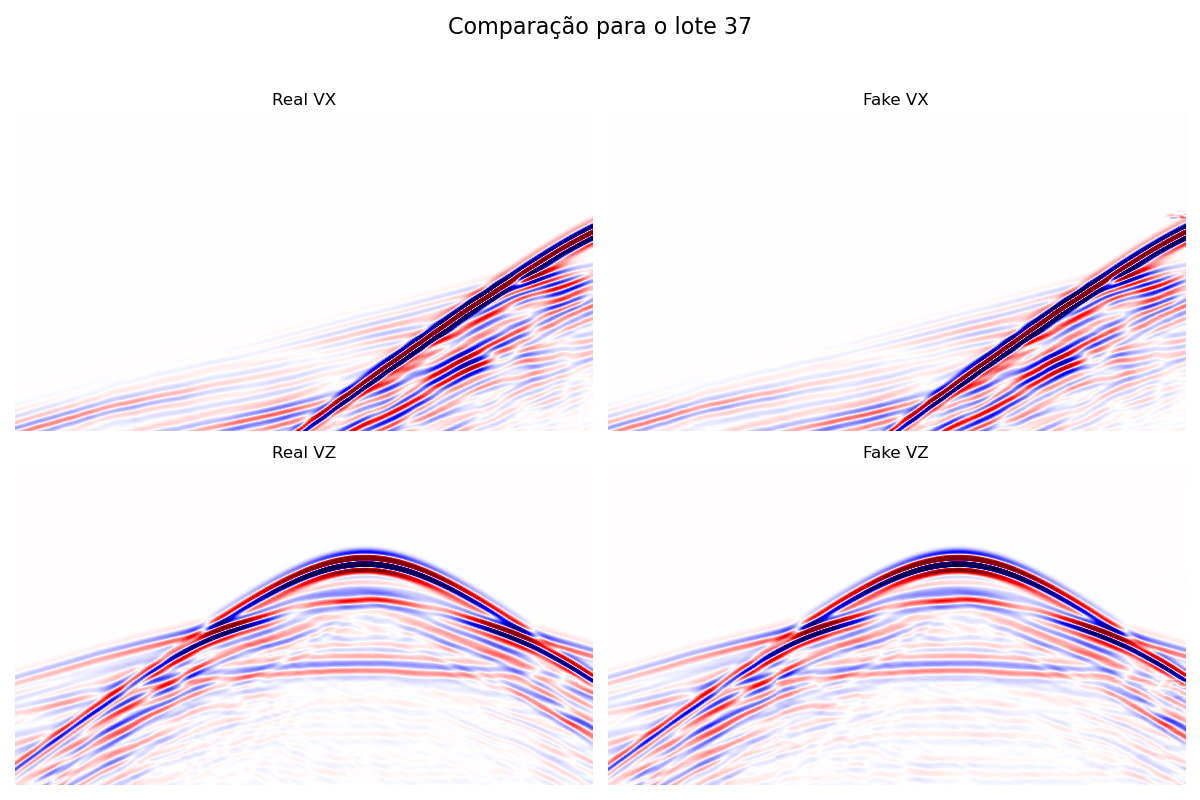 Comparação para o lote 37
Real VX
Fake VX
Real VZ
Fake VZ